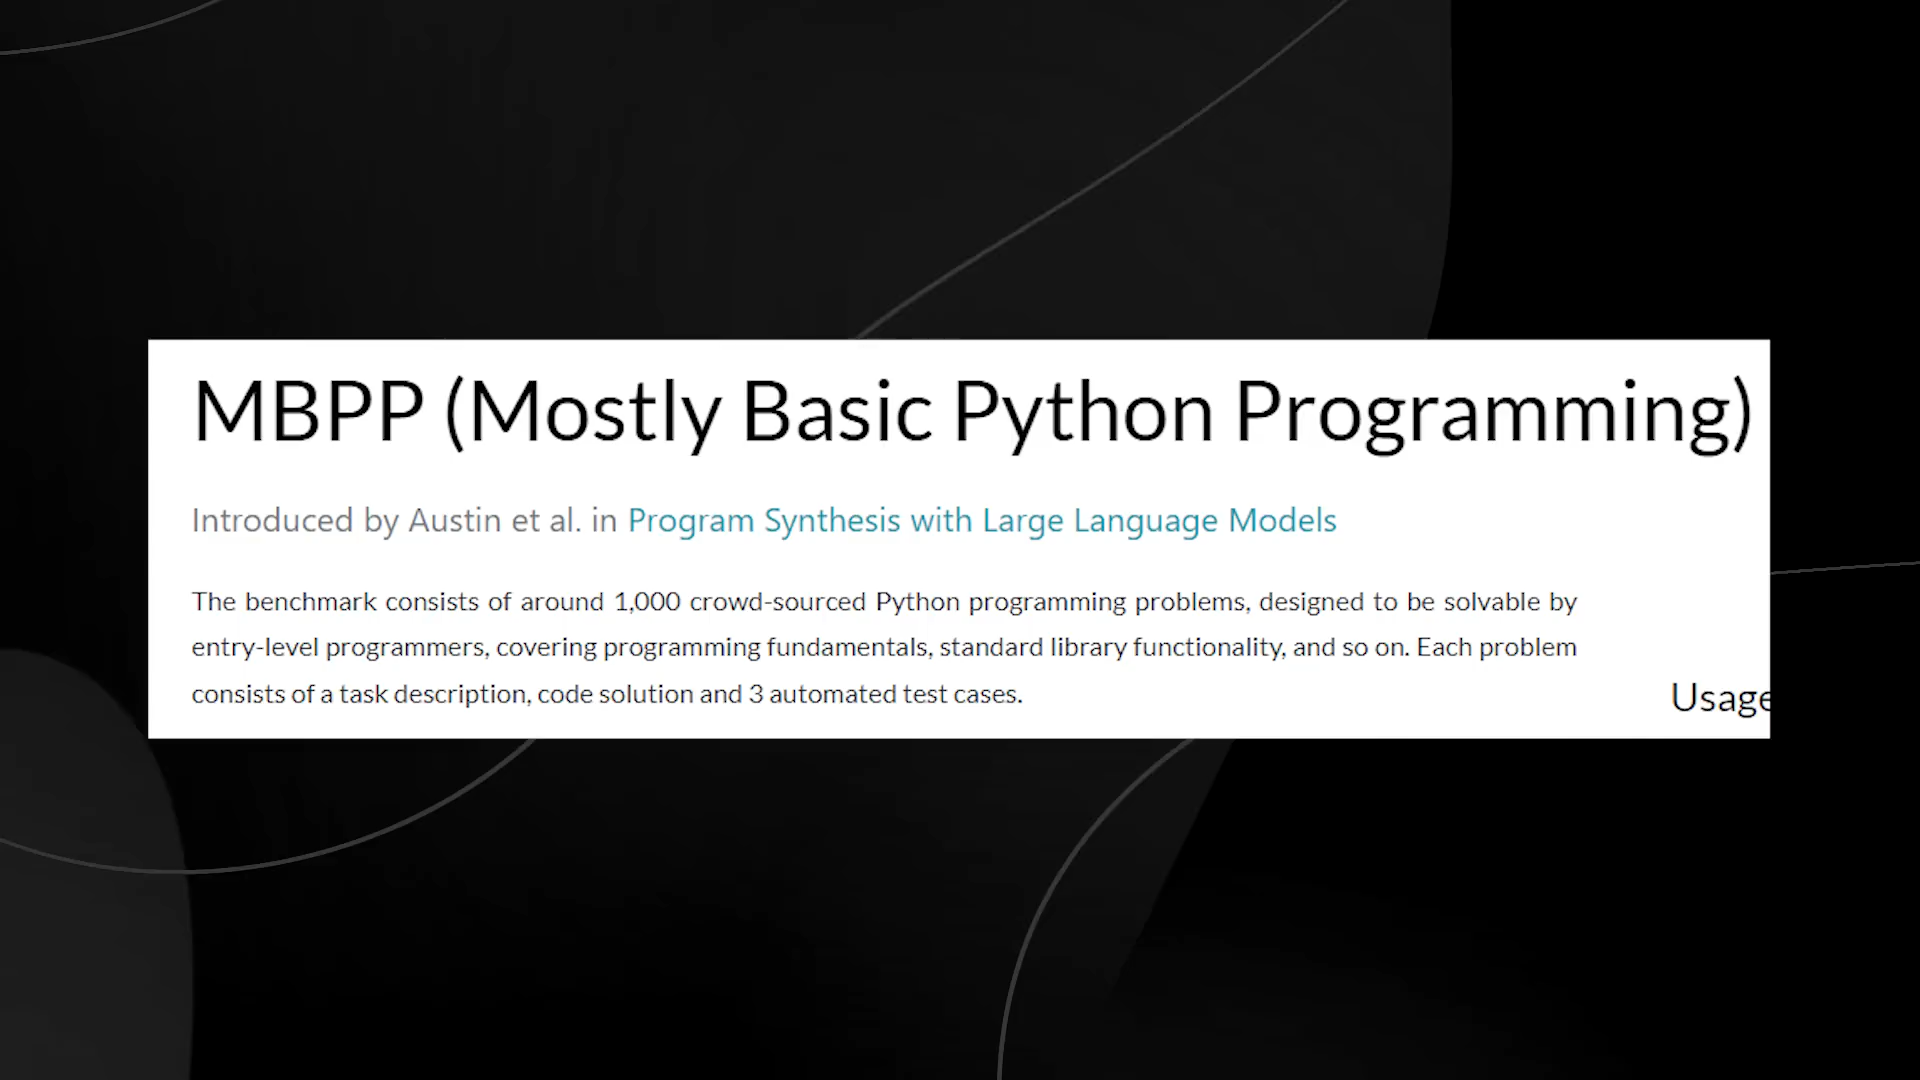 MBPP (Mostly Basic Python Programming)
Introduced by Austin et al. in Program Synthesis with Large Language Models
The benchmark consists of around 1,000 crowd-sourced Python programming problems, designed to be solvable by
entry-level programmers, covering programming fundamentals, standard library functionality, and so on. Each problem
consists of a task description, code solution and 3 automated test cases.
Usage